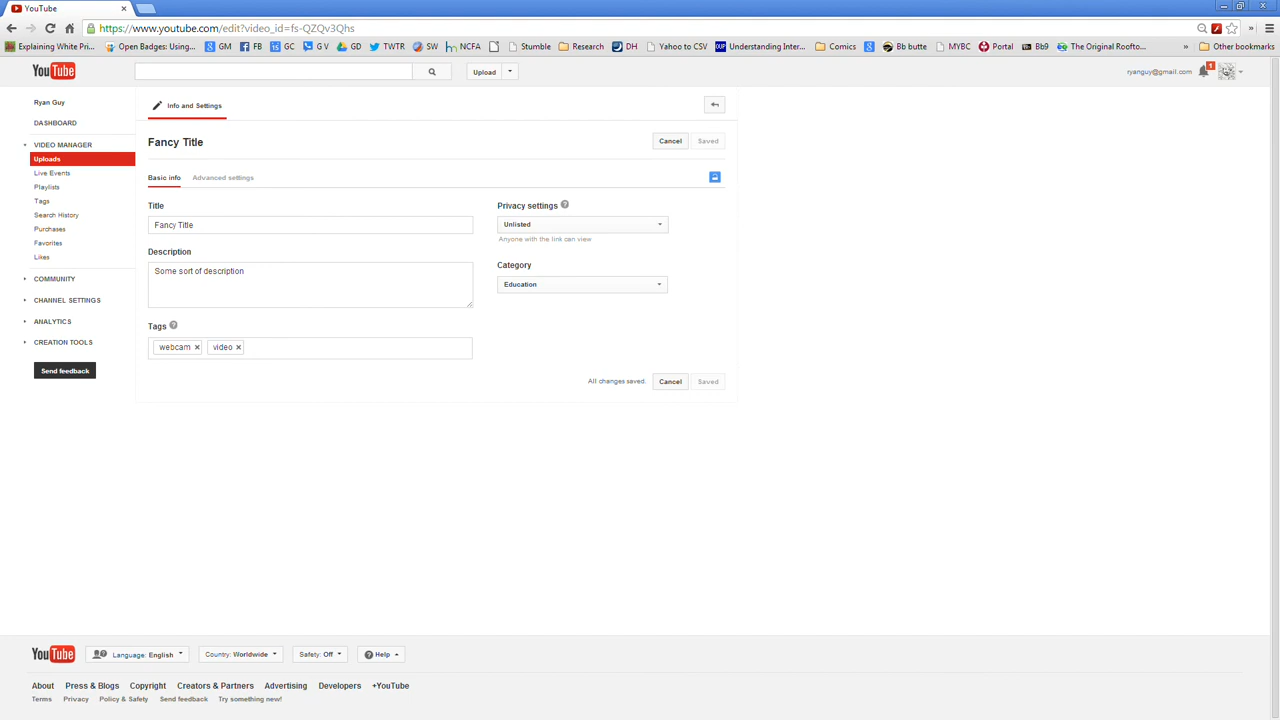 YouTube
https://www.youtube.com/edit?video_id=fs-QZQv3Qhs
Explaining White Pri... Open Badges: Using... GM FB GC G V GD TWTR SW NCFA Stumble Research DH Yahoo to CSV Understanding Inter... Comics Bb butte MYBC Portal Bb9 The Original Roofto... » Other bookmarks
YouTube Upload ryanguy@gmail.com 1
Ryan Guy
DASHBOARD
VIDEO MANAGER
Uploads
Live Events
Playlists
Tags
Search History
Purchases
Favorites
Likes
COMMUNITY
CHANNEL SETTINGS
ANALYTICS
CREATION TOOLS
Send feedback
Info and Settings
Fancy Title Cancel Saved
Basic info Advanced settings
Title
Fancy Title
Description
Some sort of description
Tags ?
webcam × video ×
Privacy settings ?
Unlisted
Anyone with the link can view
Category
Education
All changes saved. Cancel Saved
YouTube Language: English Country: Worldwide Safety: Off Help
About Press & Blogs Copyright Creators & Partners Advertising Developers +YouTube
Terms Privacy Policy & Safety Send feedback Try something new!